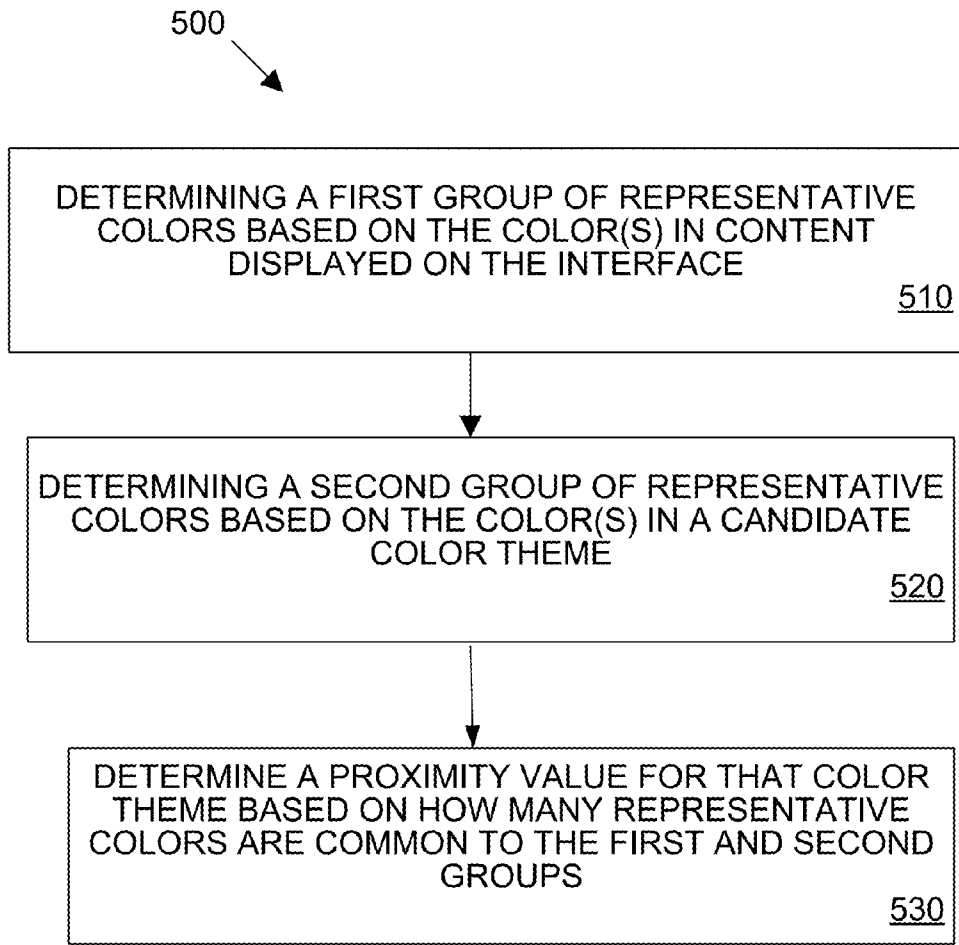 500
DETERMINING A FIRST GROUP OF REPRESENTATIVE
COLORS BASED ON THE COLOR(S) IN CONTENT
DISPLAYED ON THE INTERFACE
510
DETERMINING A SECOND GROUP OF REPRESENTATIVE
COLORS BASED ON THE COLOR(S) IN A CANDIDATE
COLOR THEME
520
DETERMINE A PROXIMITY VALUE FOR THAT COLOR
THEME BASED ON HOW MANY REPRESENTATIVE
COLORS ARE COMMON TO THE FIRST AND SECOND
GROUPS
530